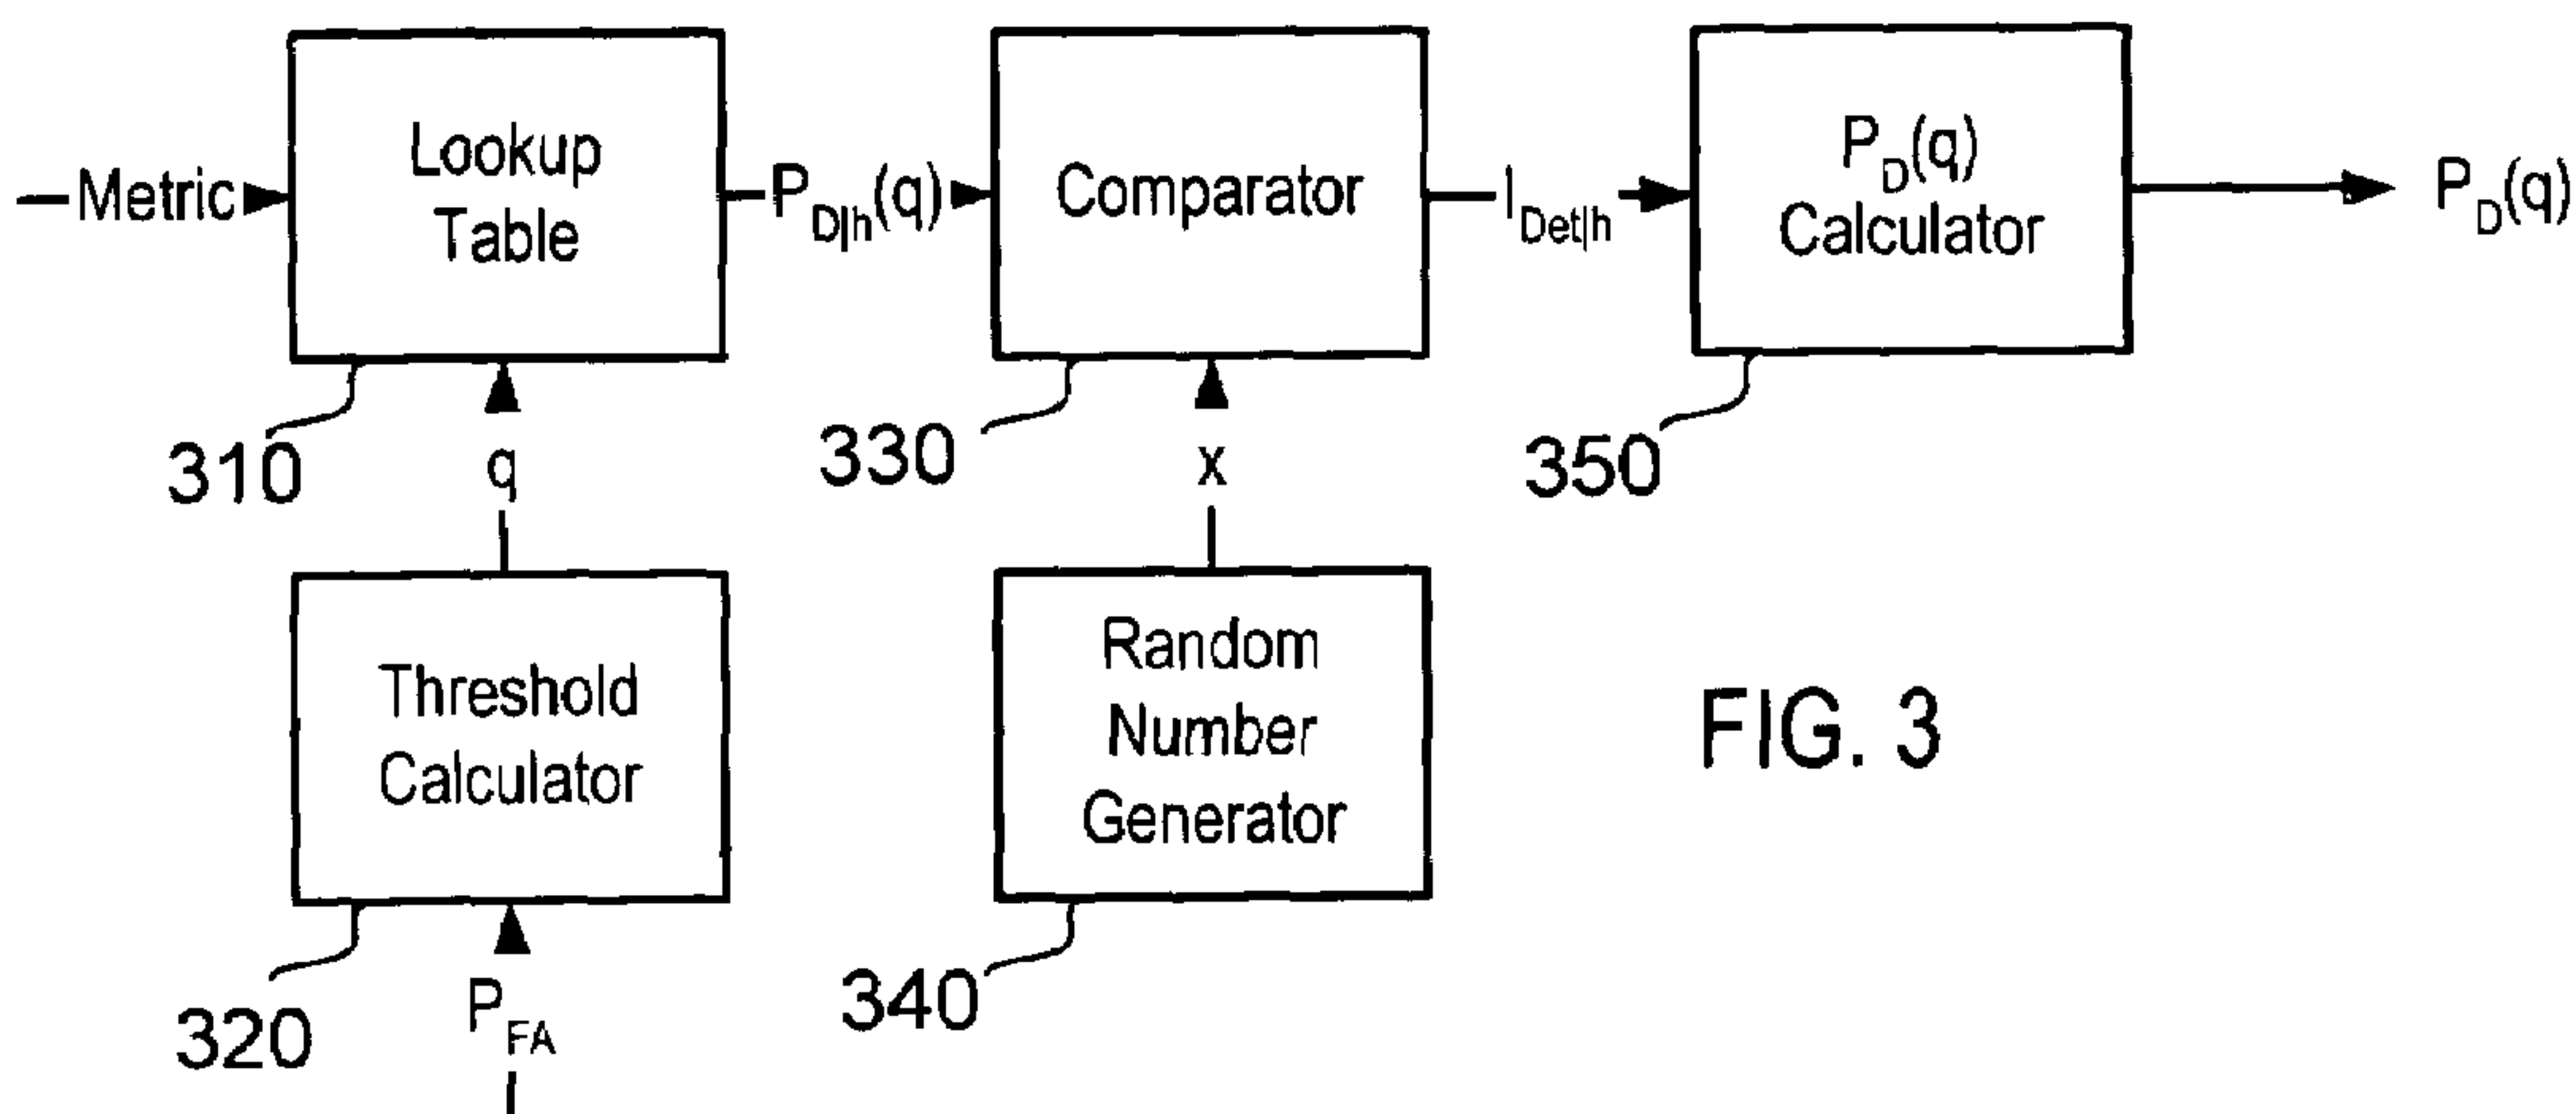 Metric
Lookup
Table
P_D|h(q)
Comparator
I_Det|h
P_D(q)
Calculator
P_D(q)
310
q
330
x
350
Threshold
Calculator
Random
Number
Generator
FIG. 3
320
P_FA
340